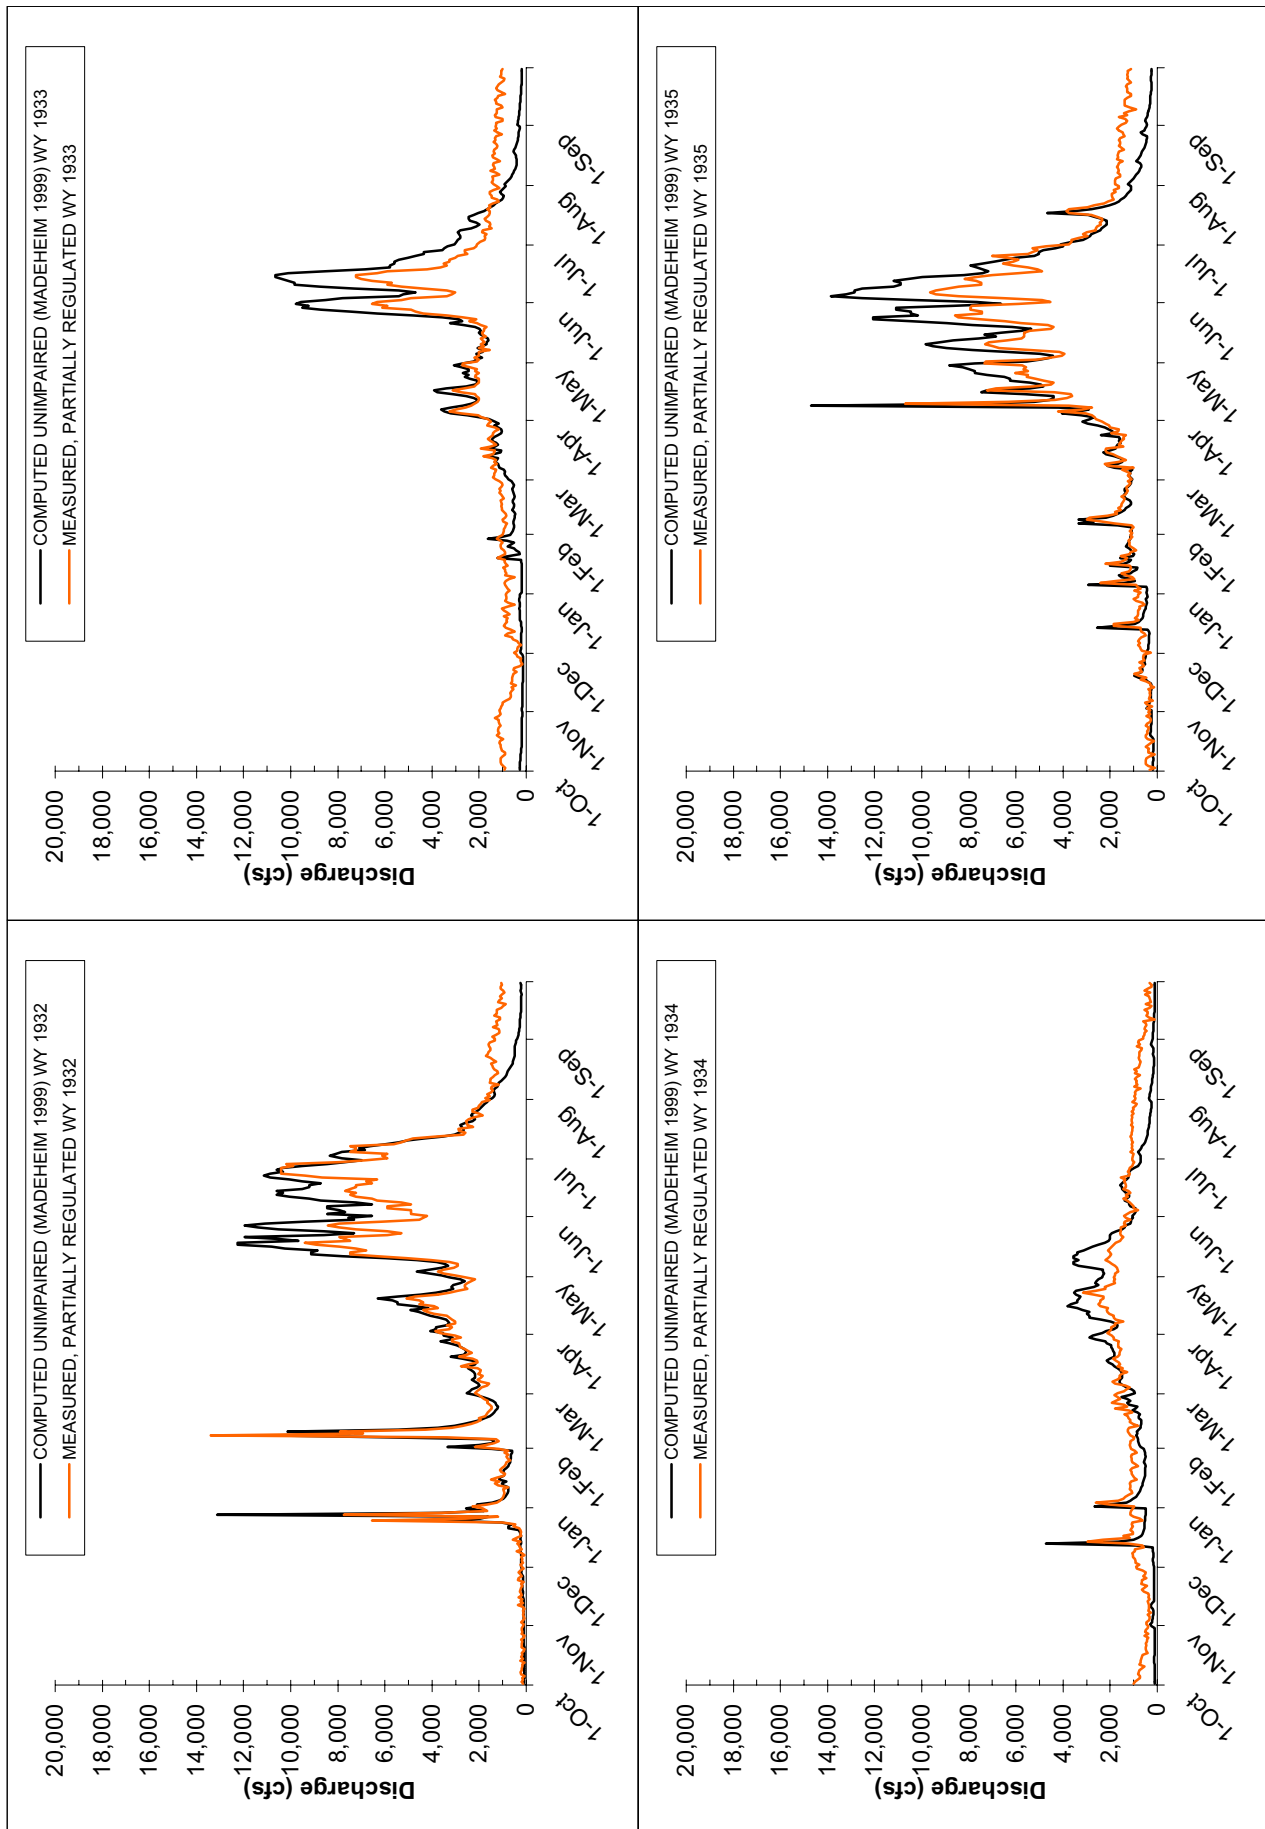 COMPUTED UNIMPAIRED (MADEHEIM 1999) WY 1932
MEASURED, PARTIALLY REGULATED WY 1932
20,000
18,000
16,000
14,000
12,000
10,000
8,000
6,000
4,000
2,000
0
Discharge (cfs)
1-Oct
1-Nov
1-Dec
1-Jan
1-Feb
1-Mar
1-Apr
1-May
1-Jun
1-Jul
1-Aug
1-Sep
COMPUTED UNIMPAIRED (MADEHEIM 1999) WY 1933
MEASURED, PARTIALLY REGULATED WY 1933
20,000
18,000
16,000
14,000
12,000
10,000
8,000
6,000
4,000
2,000
0
Discharge (cfs)
1-Oct
1-Nov
1-Dec
1-Jan
1-Feb
1-Mar
1-Apr
1-May
1-Jun
1-Jul
1-Aug
1-Sep
COMPUTED UNIMPAIRED (MADEHEIM 1999) WY 1934
MEASURED, PARTIALLY REGULATED WY 1934
20,000
18,000
16,000
14,000
12,000
10,000
8,000
6,000
4,000
2,000
0
Discharge (cfs)
1-Oct
1-Nov
1-Dec
1-Jan
1-Feb
1-Mar
1-Apr
1-May
1-Jun
1-Jul
1-Aug
1-Sep
COMPUTED UNIMPAIRED (MADEHEIM 1999) WY 1935
MEASURED, PARTIALLY REGULATED WY 1935
20,000
18,000
16,000
14,000
12,000
10,000
8,000
6,000
4,000
2,000
0
Discharge (cfs)
1-Oct
1-Nov
1-Dec
1-Jan
1-Feb
1-Mar
1-Apr
1-May
1-Jun
1-Jul
1-Aug
1-Sep